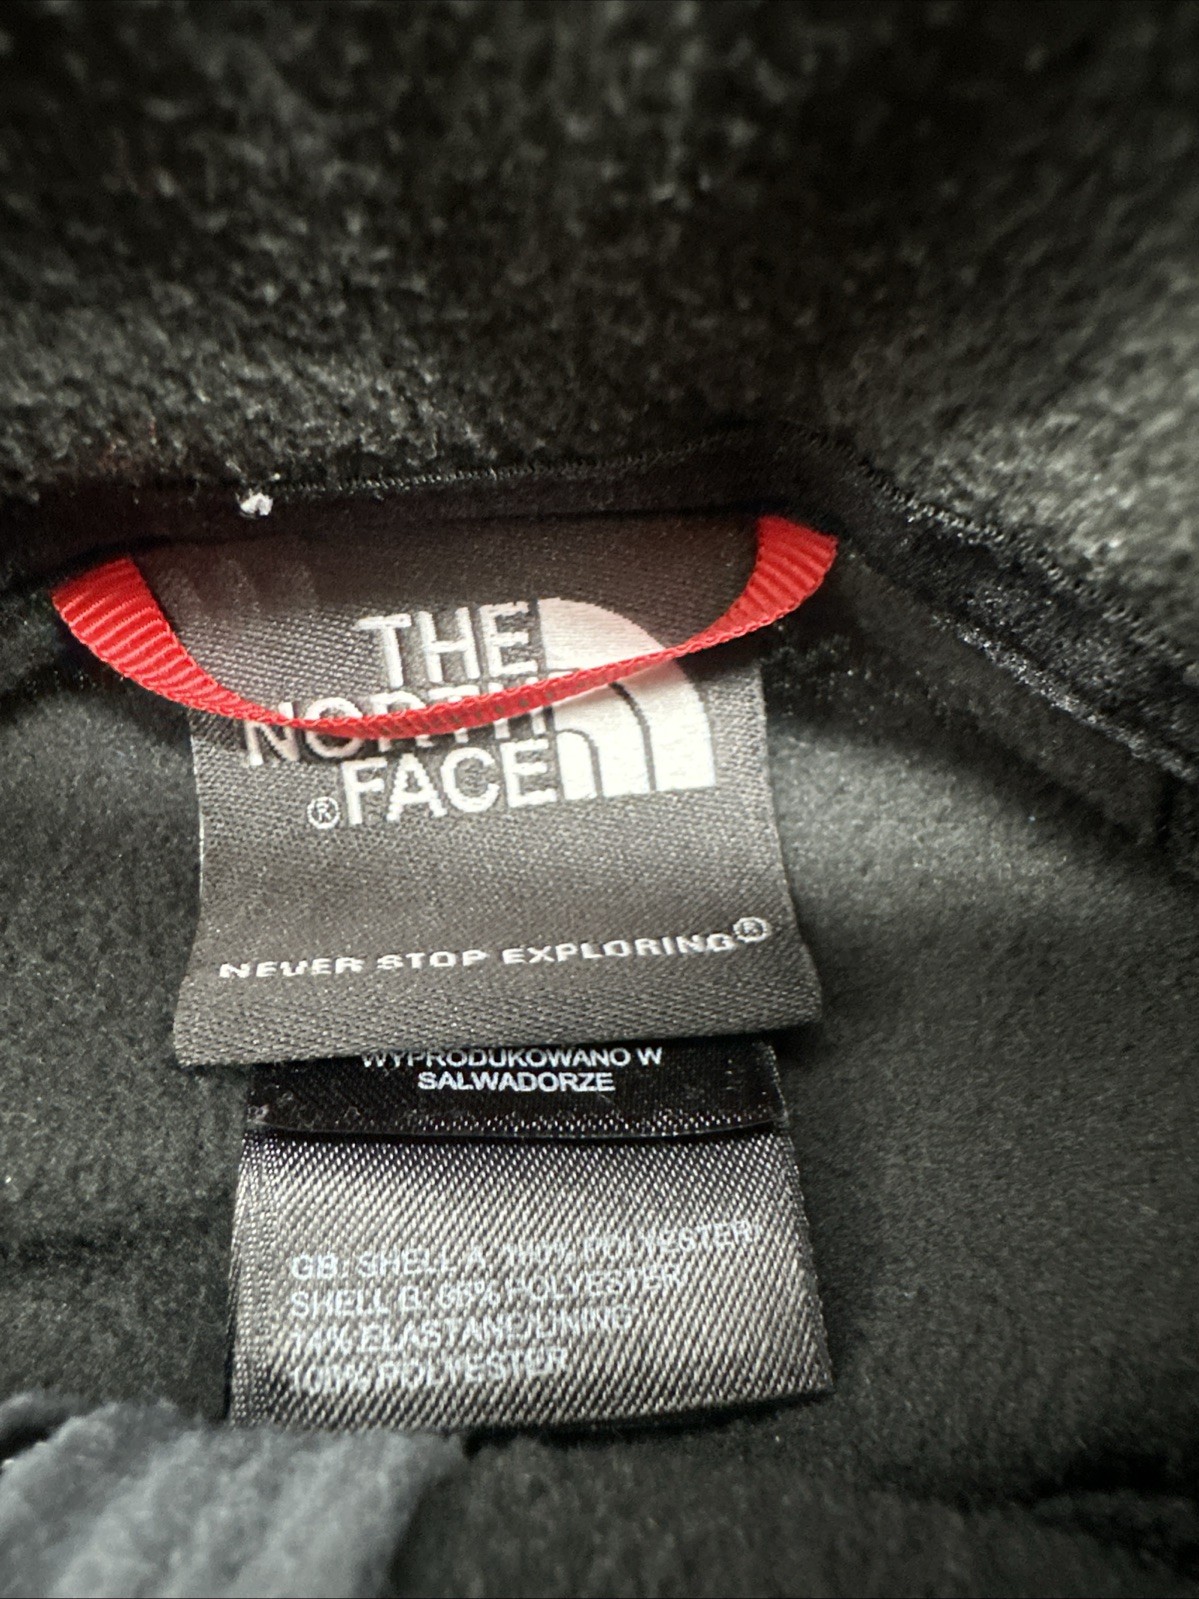 THE
NORTH
®FACE
NEVER STOP EXPLORING®
WYPRODUKOWANO W
SALWADORZE
GB: SHELL A: 100% POLYESTER/
SHELL B: 86% POLYESTER
14% ELASTANE/LINING
100% POLYESTER